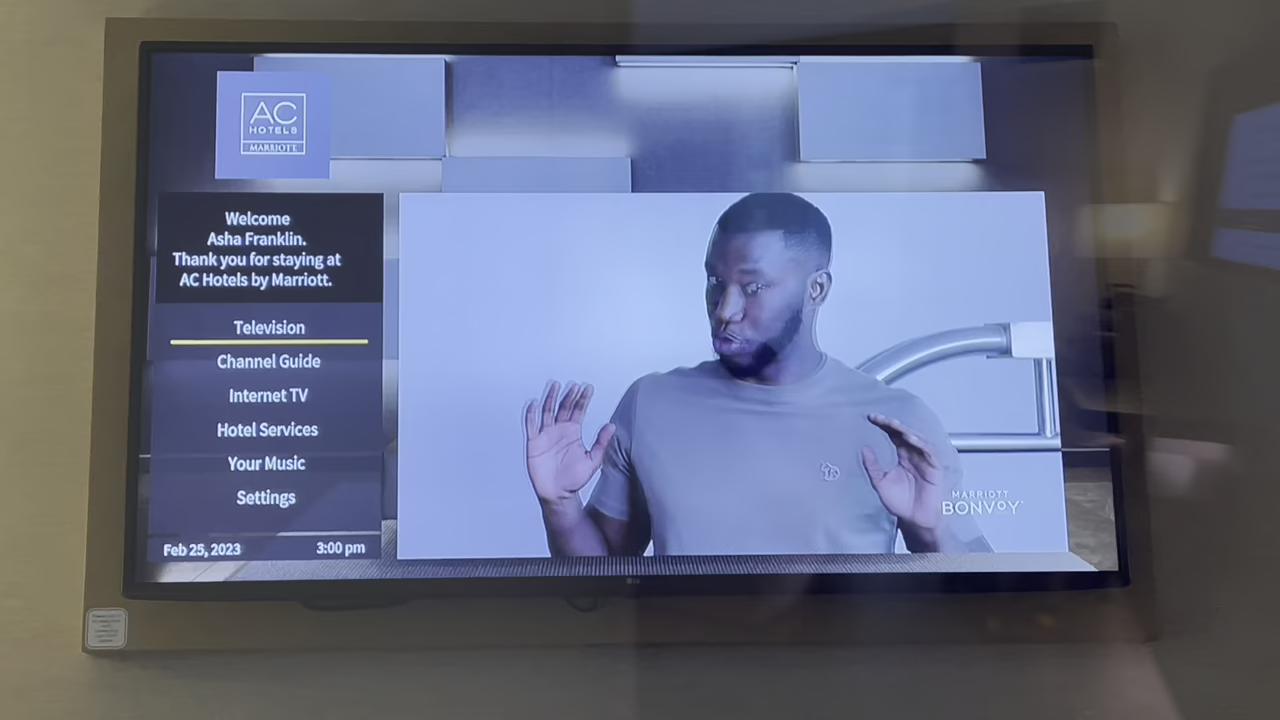 AC
HOTELS
MARRIOTT
Welcome
Asha Franklin.
Thank you for staying at
AC Hotels by Marriott.
Television
Channel Guide
Internet TV
Hotel Services
Your Music
Settings
Feb 25, 2023 3:00 pm
MARRIOTT
BONVOY
LG